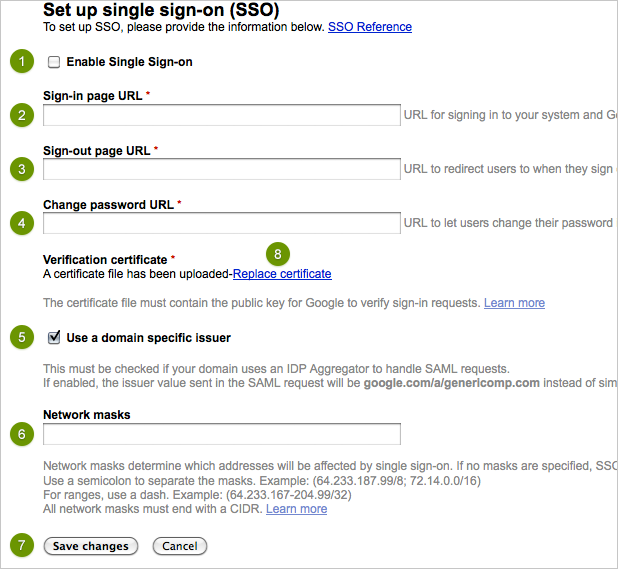 Set up single sign-on (SSO)
To set up SSO, please provide the information below. SSO Reference
1 Enable Single Sign-on
Sign-in page URL *
2 URL for signing in to your system and G
Sign-out page URL *
3 URL to redirect users to when they sign
Change password URL *
4 URL to let users change their password
8
Verification certificate *
A certificate file has been uploaded-Replace certificate
The certificate file must contain the public key for Google to verify sign-in requests. Learn more
5 Use a domain specific issuer
This must be checked if your domain uses an IDP Aggregator to handle SAML requests.
If enabled, the issuer value sent in the SAML request will be google.com/a/genericomp.com instead of sim
Network masks
6
Network masks determine which addresses will be affected by single sign-on. If no masks are specified, SSO
Use a semicolon to separate the masks. Example: (64.233.187.99/8; 72.14.0.0/16)
For ranges, use a dash. Example: (64.233.167-204.99/32)
All network masks must end with a CIDR. Learn more
7 Save changes Cancel